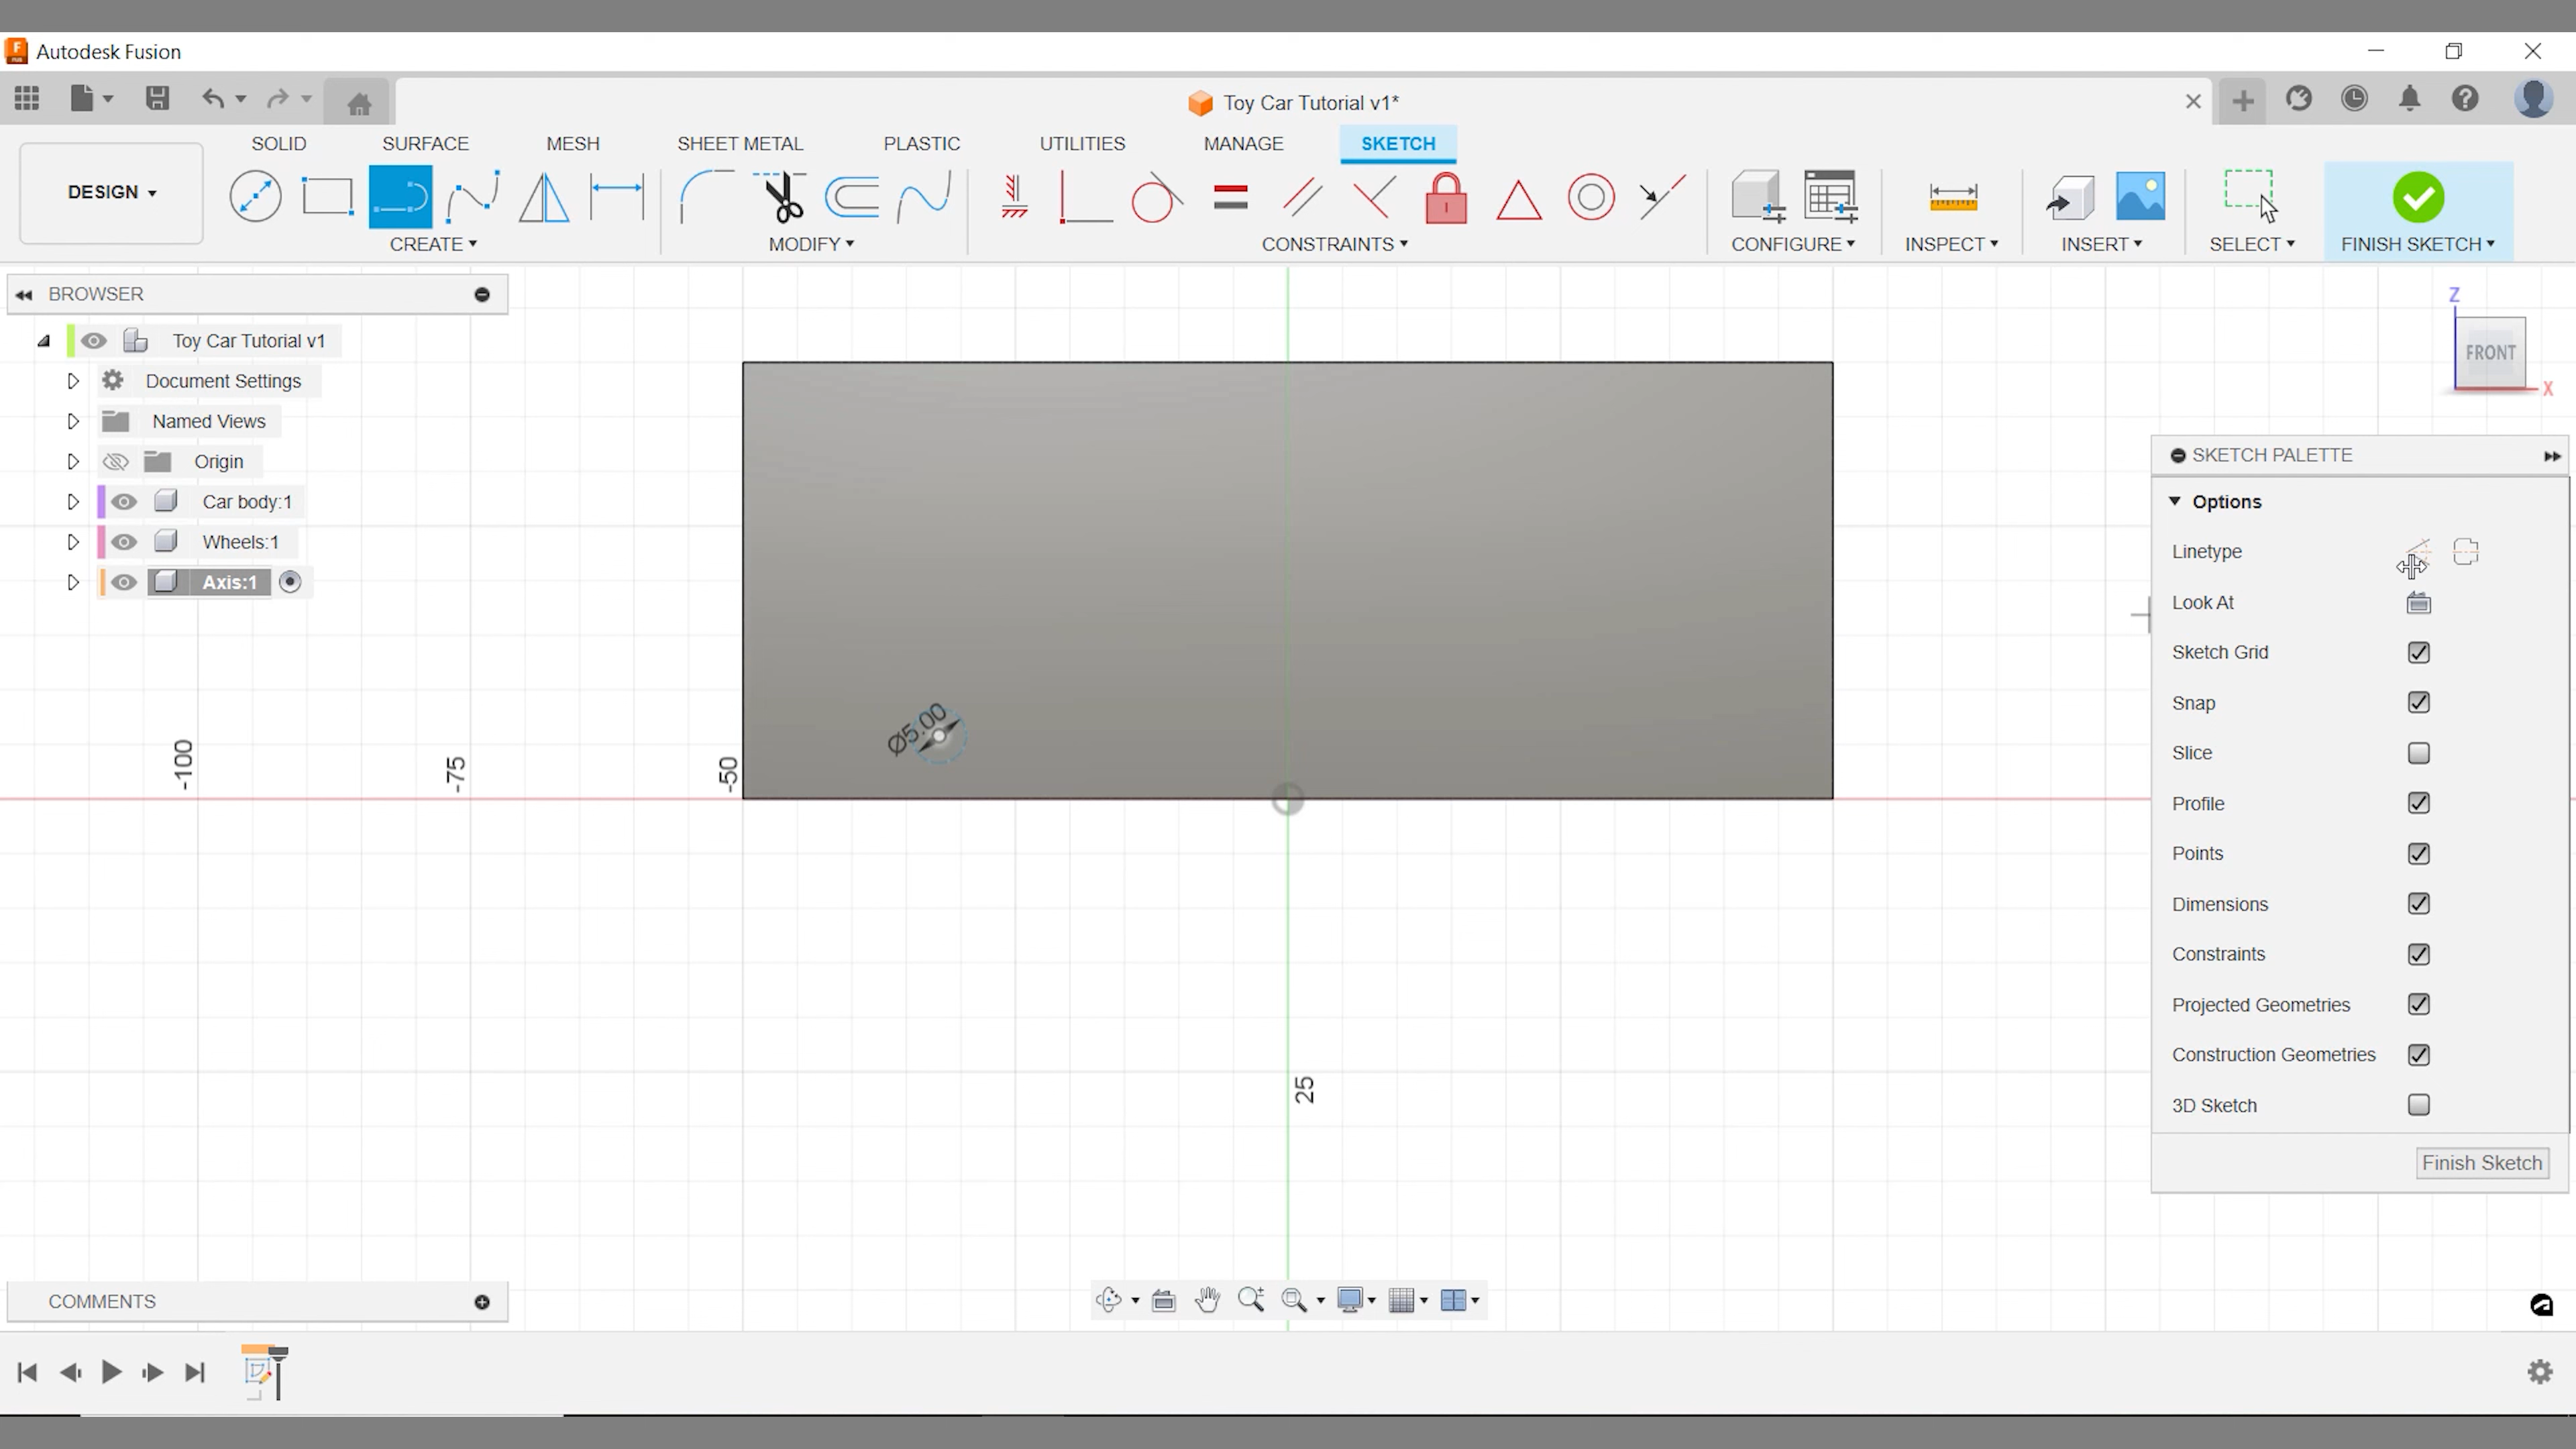 Autodesk Fusion
Toy Car Tutorial v1*
SOLID SURFACE MESH SHEET METAL PLASTIC UTILITIES MANAGE SKETCH
DESIGN
CREATE MODIFY CONSTRAINTS CONFIGURE INSPECT INSERT SELECT FINISH SKETCH
BROWSER
Toy Car Tutorial v1
Document Settings
Named Views
Origin
Car body:1
Wheels:1
Axis:1
Z
FRONT
X
-100
-75
-50
Ø5.00
25
SKETCH PALETTE
Options
Linetype
Look At
Sketch Grid
Snap
Slice
Profile
Points
Dimensions
Constraints
Projected Geometries
Construction Geometries
3D Sketch
Finish Sketch
COMMENTS